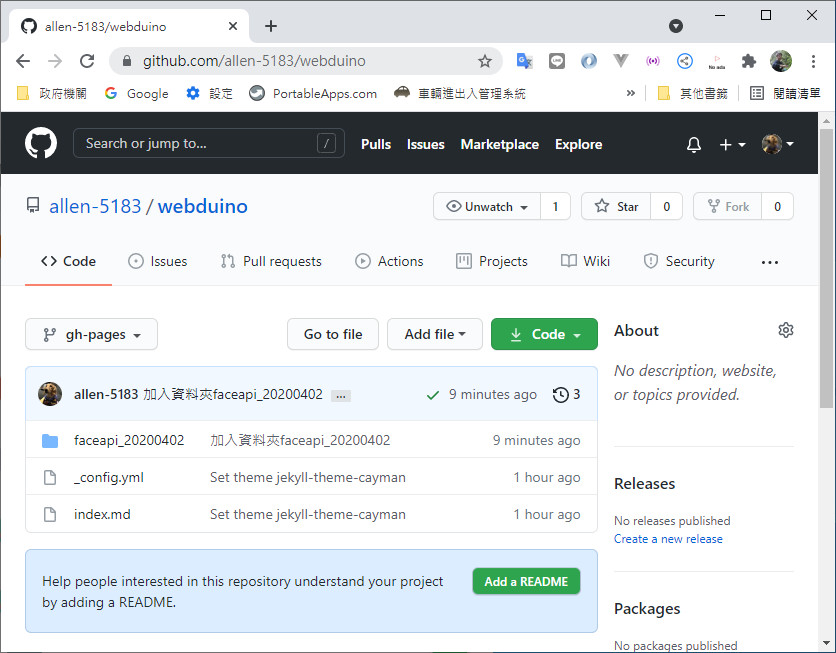 allen-5183/webduino
github.com/allen-5183/webduino
政府機關 Google 設定 PortableApps.com 車輛進出入管理系統 » 其他書籤 閱讀清單
Search or jump to... / Pulls Issues Marketplace Explore
allen-5183 / webduino Unwatch 1 Star 0 Fork 0
Code Issues Pull requests Actions Projects Wiki Security ...
gh-pages Go to file Add file Code About
No description, website,
or topics provided.
allen-5183 加入資料夾faceapi_20200402 ... 9 minutes ago 3
faceapi_20200402 加入資料夾faceapi_20200402 9 minutes ago
_config.yml Set theme jekyll-theme-cayman 1 hour ago
index.md Set theme jekyll-theme-cayman 1 hour ago
Releases
No releases published
Create a new release
Help people interested in this repository understand your project
by adding a README.
Add a README
Packages
No packages published